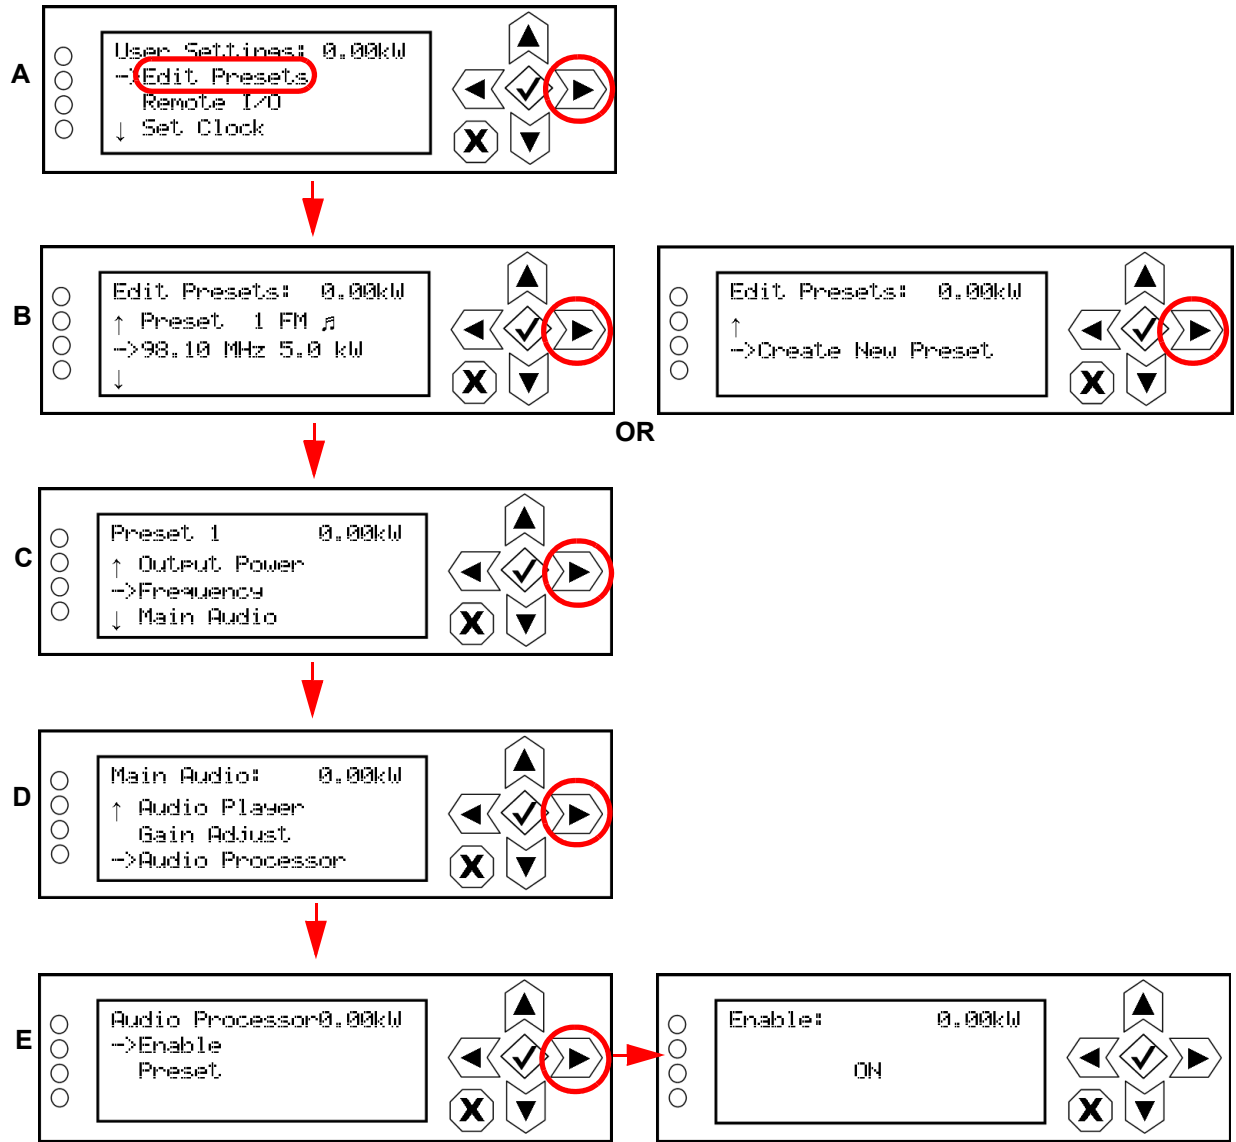 A
User Settings: 0.00kW
-->Edit Presets
Remote I/O
↓ Set Clock
X
B
Edit Presets: 0.00kW
↑ Preset 1 FM ♬
-->98.10 MHz 5.0 kW
↓
X
Edit Presets: 0.00kW
↑
-->Create New Preset
X
OR
C
Preset 1 0.00kW
↑ Output Power
-->Frequency
↓ Main Audio
X
D
Main Audio: 0.00kW
↑ Audio Player
Gain Adjust
-->Audio Processor
X
E
Audio Processor0.00kW
-->Enable
Preset
X
Enable: 0.00kW
ON
X